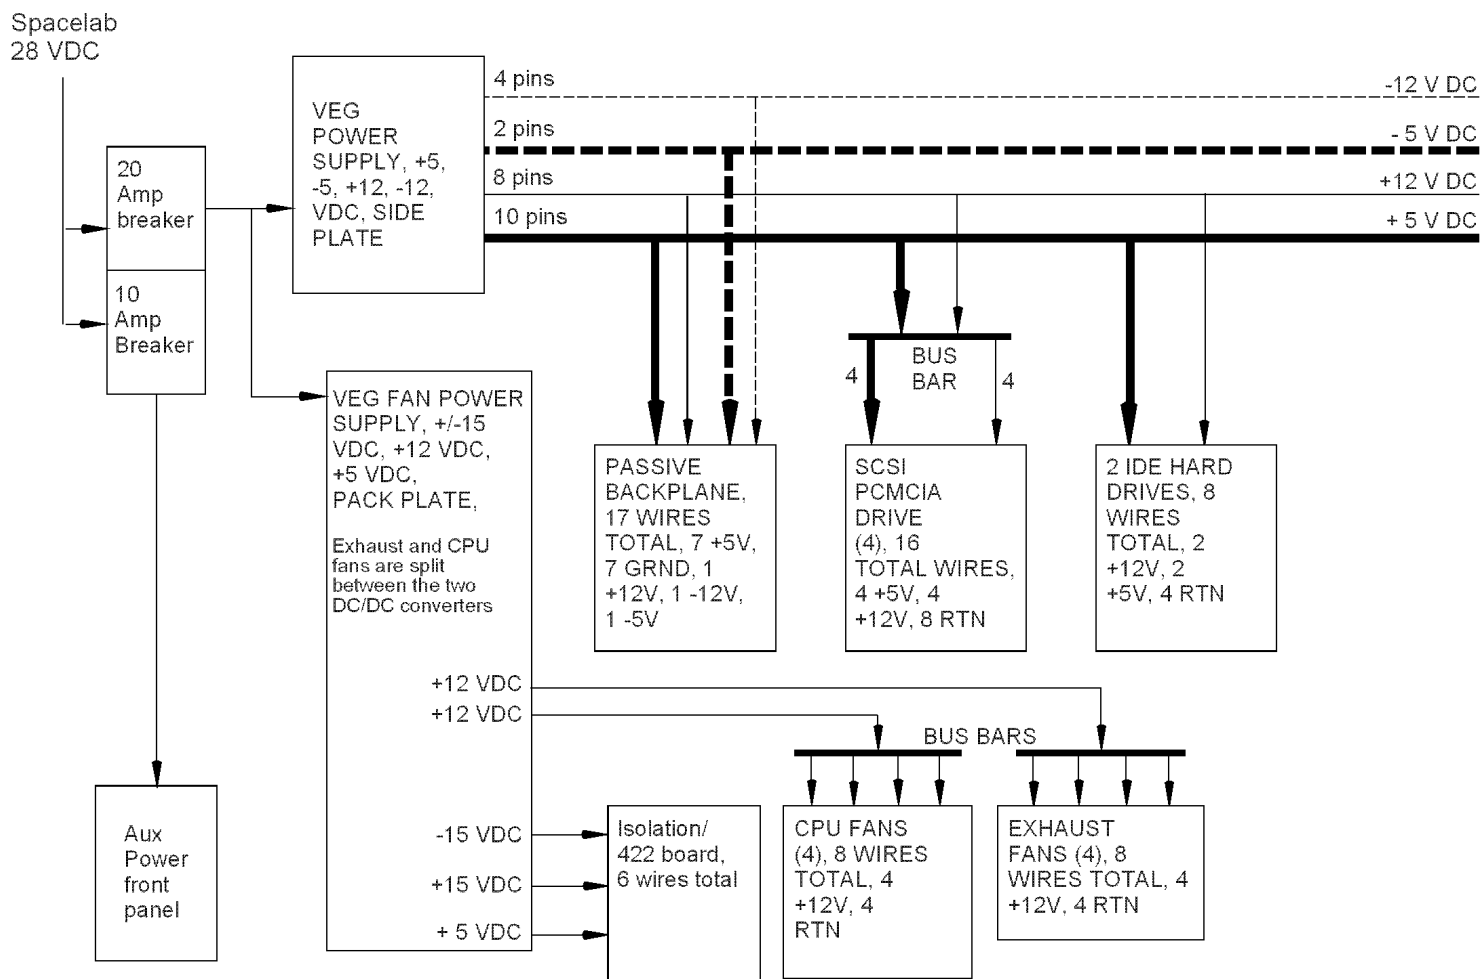 Spacelab
28 VDC
20
Amp
breaker
10
Amp
Breaker
VEG
POWER
SUPPLY, +5,
-5, +12, -12,
VDC, SIDE
PLATE
4 pins
-12 V DC
2 pins
- 5 V DC
8 pins
+12 V DC
10 pins
+ 5 V DC
BUS
BAR
4
4
VEG FAN POWER
SUPPLY, +/-15
VDC, +12 VDC,
+5 VDC,
PACK PLATE,
Exhaust and CPU
fans are split
between the two
DC/DC converters
PASSIVE
BACKPLANE,
17 WIRES
TOTAL, 7 +5V,
7 GRND, 1
+12V, 1 -12V,
1 -5V
SCSI
PCMCIA
DRIVE
(4), 16
TOTAL WIRES,
4 +5V, 4
+12V, 8 RTN
2 IDE HARD
DRIVES, 8
WIRES
TOTAL, 2
+12V, 2
+5V, 4 RTN
+12 VDC
+12 VDC
BUS BARS
-15 VDC
+15 VDC
+ 5 VDC
Aux
Power
front
panel
Isolation/
422 board,
6 wires total
CPU FANS
(4), 8 WIRES
TOTAL, 4
+12V, 4
RTN
EXHAUST
FANS (4), 8
WIRES TOTAL, 4
+12V, 4 RTN